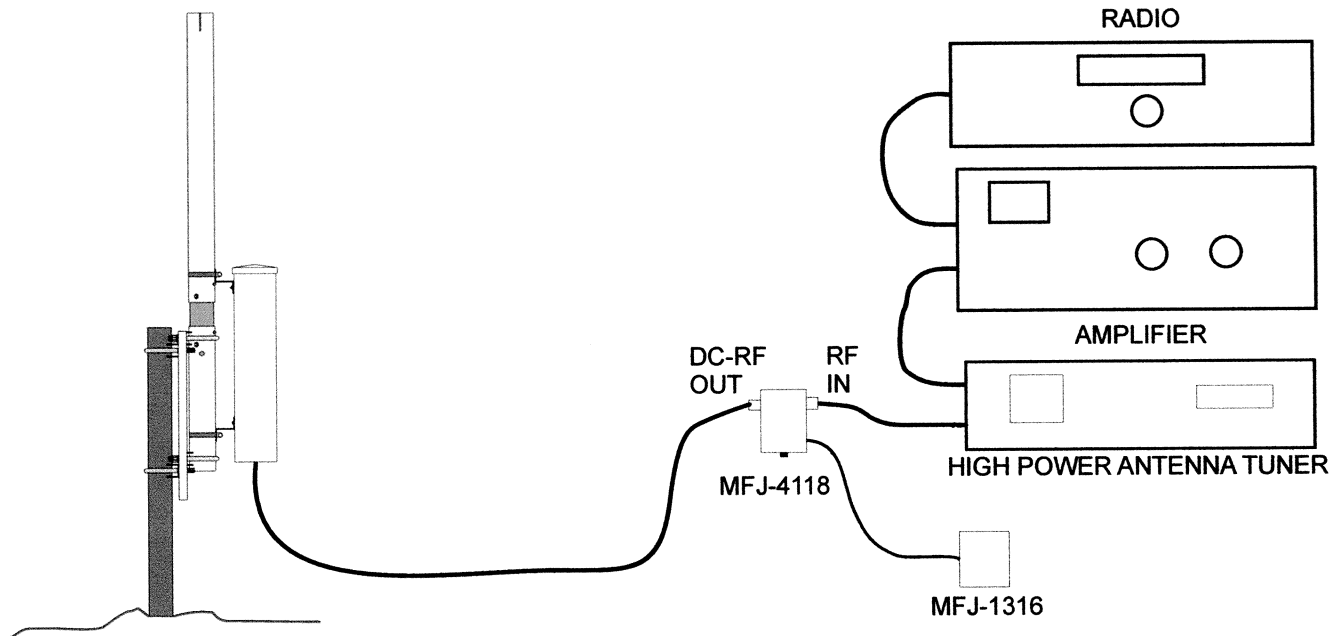 RADIO
AMPLIFIER
DC-RF
OUT
RF
IN
HIGH POWER ANTENNA TUNER
MFJ-4118
MFJ-1316